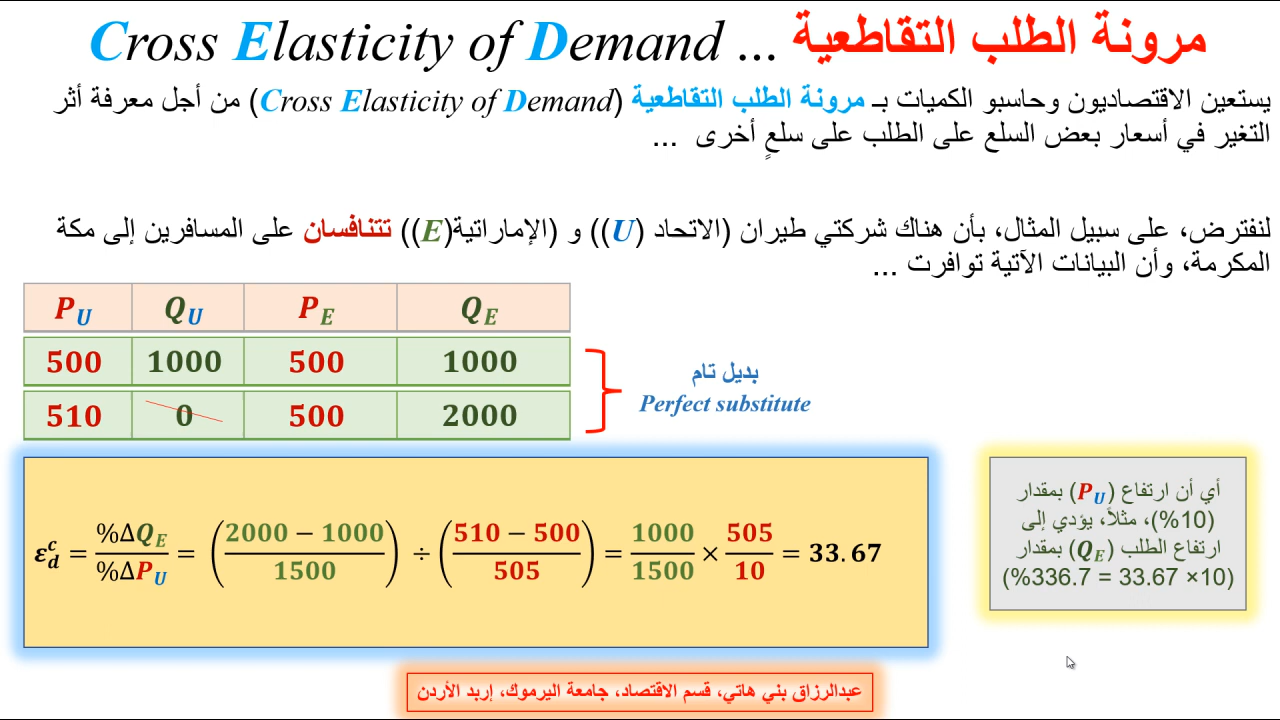 مرونة الطلب التقاطعية ... Cross Elasticity of Demand
يستعين الاقتصاديون وحاسبو الكميات بـ مرونة الطلب التقاطعية (Cross Elasticity of Demand) من أجل معرفة أثر
التغير في أسعار بعض السلع على الطلب على سلعٍ أخرى ...
لنفترض، على سبيل المثال، بأن هناك شركتي طيران (الاتحاد (U)) و (الإماراتية(E)) تتنافسان على المسافرين إلى مكة
المكرمة، وأن البيانات الآتية توافرت ...
P_U Q_U P_E Q_E
500 1000 500 1000
510 0 500 2000
بديل تام
Perfect substitute
ε_d^c = %ΔQ_E / %ΔP_U = ((2000 − 1000) / 1500) ÷ ((510 − 500) / 505) = 1000/1500 × 505/10 = 33.67
أي أن ارتفاع (P_U) بمقدار
(10%)، مثلاً، يؤدي إلى
ارتفاع الطلب (Q_E) بمقدار
(10× 33.67 = 336.7%)
عبدالرزاق بني هاني، قسم الاقتصاد، جامعة اليرموك، إربد الأردن